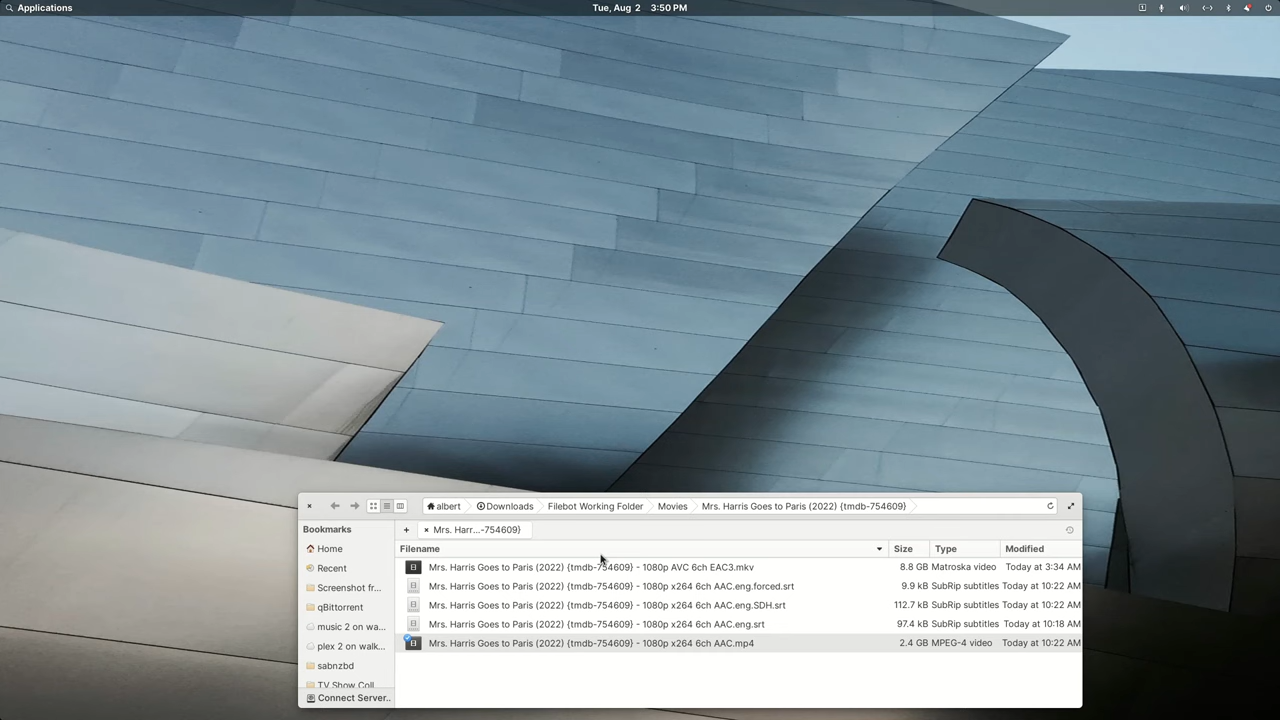 Applications
Tue, Aug 2 3:50 PM
albert Downloads Filebot Working Folder Movies Mrs. Harris Goes to Paris (2022) {tmdb-754609}
Bookmarks
Mrs. Harr...-754609}
Home
Recent
Screenshot fr...
qBittorrent
music 2 on wa...
plex 2 on walk...
sabnzbd
TV Show Coll
Connect Server..
Filename Size Type Modified
Mrs. Harris Goes to Paris (2022) {tmdb-754609} - 1080p AVC 6ch EAC3.mkv 8.8 GB Matroska video Today at 3:34 AM
Mrs. Harris Goes to Paris (2022) {tmdb-754609} - 1080p x264 6ch AAC.eng.forced.srt 9.9 kB SubRip subtitles Today at 10:22 AM
Mrs. Harris Goes to Paris (2022) {tmdb-754609} - 1080p x264 6ch AAC.eng.SDH.srt 112.7 kB SubRip subtitles Today at 10:22 AM
Mrs. Harris Goes to Paris (2022) {tmdb-754609} - 1080p x264 6ch AAC.eng.srt 97.4 kB SubRip subtitles Today at 10:18 AM
Mrs. Harris Goes to Paris (2022) {tmdb-754609} - 1080p x264 6ch AAC.mp4 2.4 GB MPEG-4 video Today at 10:22 AM